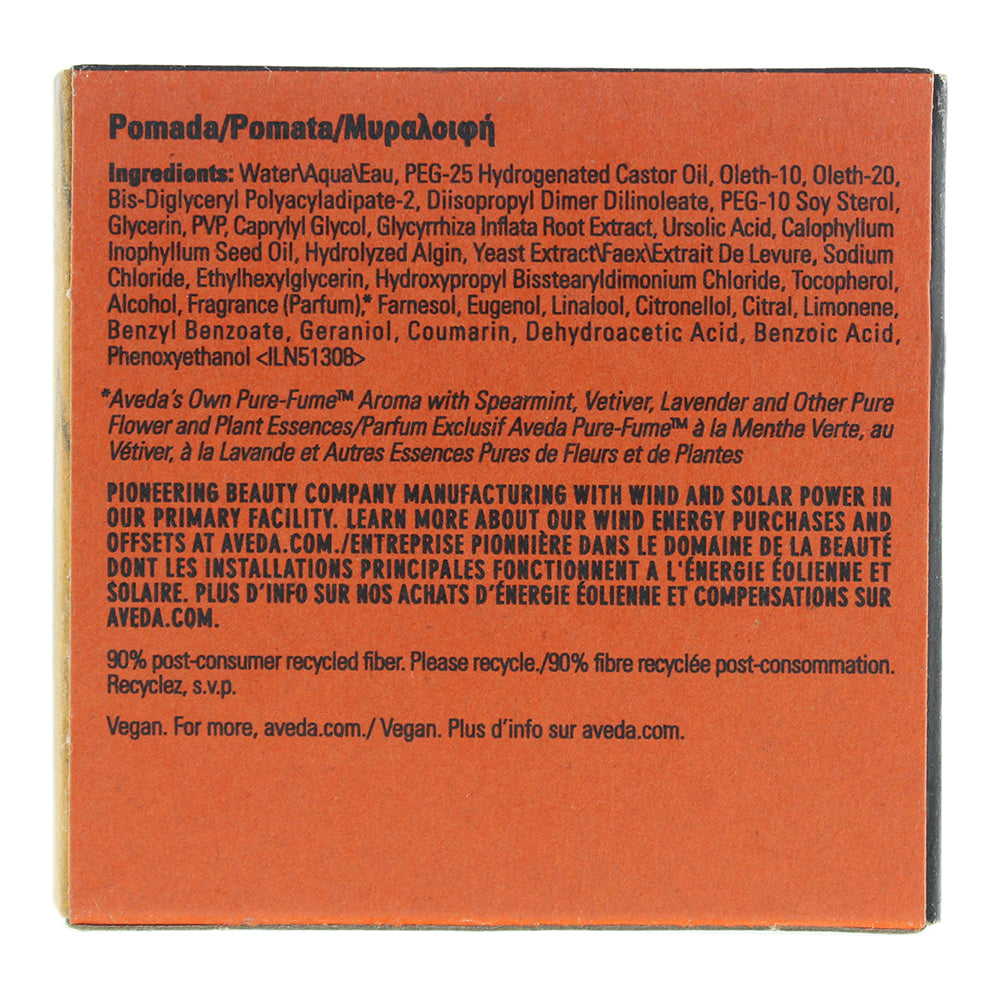 Pomada/Pomata/Μυραλοιφή
Ingredients: Water\Aqua\Eau, PEG-25 Hydrogenated Castor Oil, Oleth-10, Oleth-20,
Bis-Diglyceryl Polyacyladipate-2, Diisopropyl Dimer Dilinoleate, PEG-10 Soy Sterol,
Glycerin, PVP, Caprylyl Glycol, Glycyrrhiza Inflata Root Extract, Ursolic Acid, Calophyllum
Inophyllum Seed Oil, Hydrolyzed Algin, Yeast Extract\Faex\Extrait De Levure, Sodium
Chloride, Ethylhexylglycerin, Hydroxypropyl Bisstearyldimonium Chloride, Tocopherol,
Alcohol, Fragrance (Parfum),* Farnesol, Eugenol, Linalool, Citronellol, Citral, Limonene,
Benzyl Benzoate, Geraniol, Coumarin, Dehydroacetic Acid, Benzoic Acid,
Phenoxyethanol <ILN51308>
*Aveda's Own Pure-Fume™ Aroma with Spearmint, Vetiver, Lavender and Other Pure
Flower and Plant Essences/Parfum Exclusif Aveda Pure-Fume™ à la Menthe Verte, au
Vétiver, à la Lavande et Autres Essences Pures de Fleurs et de Plantes
PIONEERING BEAUTY COMPANY MANUFACTURING WITH WIND AND SOLAR POWER IN
OUR PRIMARY FACILITY. LEARN MORE ABOUT OUR WIND ENERGY PURCHASES AND
OFFSETS AT AVEDA.COM./ENTREPRISE PIONNIÈRE DANS LE DOMAINE DE LA BEAUTÉ
DONT LES INSTALLATIONS PRINCIPALES FONCTIONNENT A L'ÉNERGIE ÉOLIENNE ET
SOLAIRE. PLUS D'INFO SUR NOS ACHATS D'ÉNERGIE ÉOLIENNE ET COMPENSATIONS SUR
AVEDA.COM.
90% post-consumer recycled fiber. Please recycle./90% fibre recyclée post-consommation.
Recyclez, s.v.p.
Vegan. For more, aveda.com./ Vegan. Plus d'info sur aveda.com.